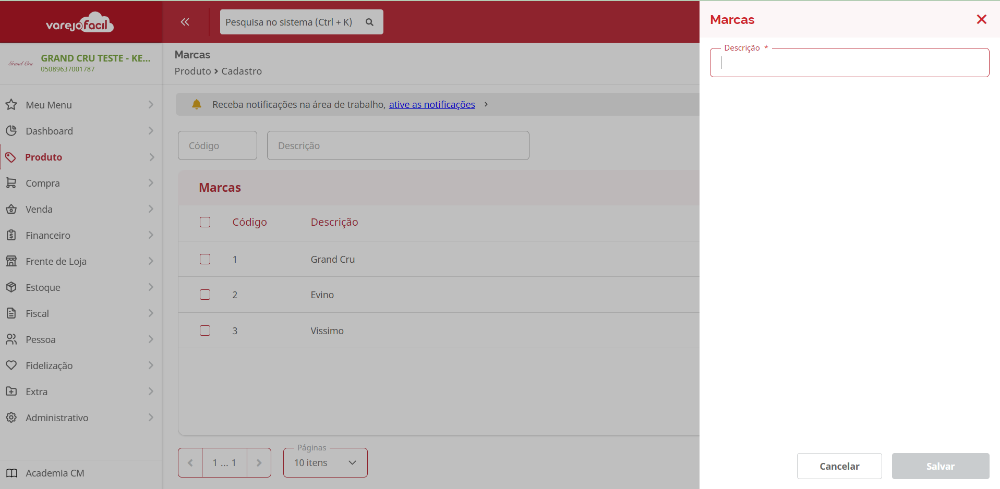 varejofacil
Pesquisa no sistema (Ctrl + K)
Grand Cru
GRAND CRU TESTE - KE...
05089637001787
Meu Menu
Dashboard
Produto
Compra
Venda
Financeiro
Frente de Loja
Estoque
Fiscal
Pessoa
Fidelização
Extra
Administrativo
Academia CM
Marcas
Produto > Cadastro
Receba notificações na área de trabalho, ative as notificações
Código
Descrição
Marcas
Código Descrição
1 Grand Cru
2 Evino
3 Vissimo
1 ... 1
Páginas
10 itens
Marcas
Descrição *
Cancelar
Salvar